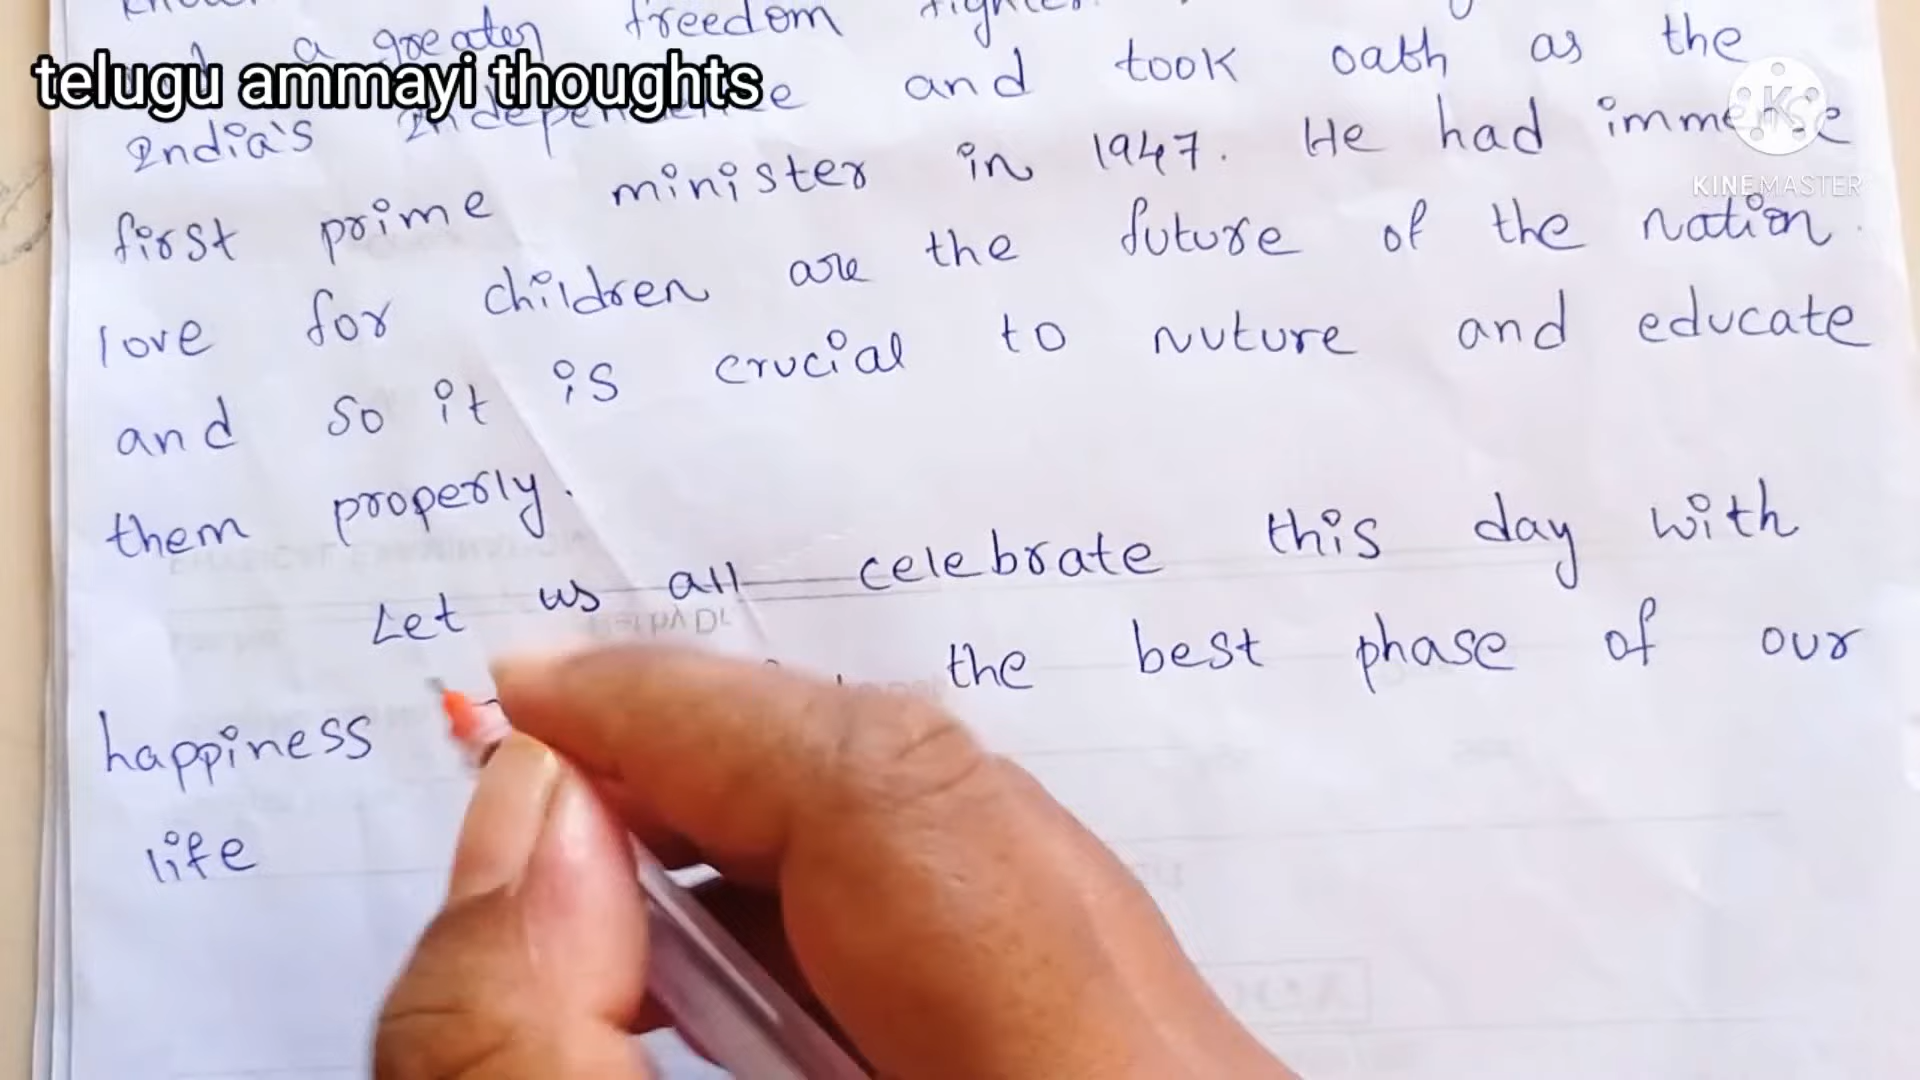 a greater freedom
telugu ammayi thoughts
India's Independence and took oath as the
first prime minister in 1947. He had immense
love for children are the future of the nation
and so it is crucial to nuture and educate
them properly.
Let us all celebrate this day with
happiness the best phase of our
life
KINEMASTER